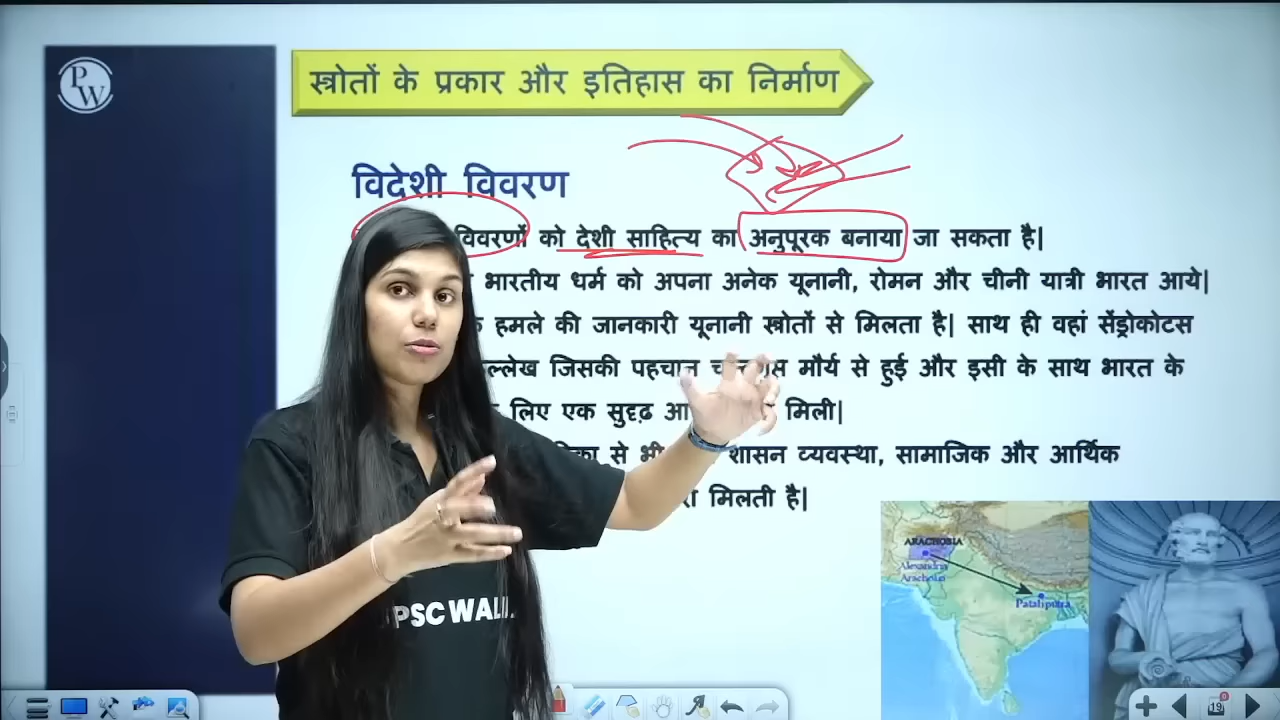 PW
स्त्रोतों के प्रकार और इतिहास का निर्माण
विदेशी विवरण
विवरणों को देशी साहित्य का अनुपूरक बनाया जा सकता है|
भारतीय धर्म को अपना अनेक यूनानी, रोमन और चीनी यात्री भारत आये|
हमले की जानकारी यूनानी स्त्रोतों से मिलता है| साथ ही वहां सेंड्रोकोटस
जिसकी पहचान मौर्य से हुई और इसी के साथ भारत के
लिए एक सुदृढ़ मिली|
से शासन व्यवस्था, सामाजिक और आर्थिक
मिलती है|
ARACHOSIA
Alexandria
Arachosia
Pataliputra
19